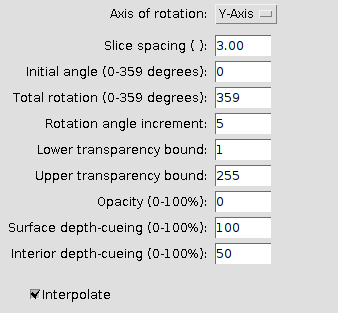 Axis of rotation: Y-Axis
Slice spacing ( ): 3.00
Initial angle (0-359 degrees): 0
Total rotation (0-359 degrees): 359
Rotation angle increment: 5
Lower transparency bound: 1
Upper transparency bound: 255
Opacity (0-100%): 0
Surface depth-cueing (0-100%): 100
Interior depth-cueing (0-100%): 50
Interpolate